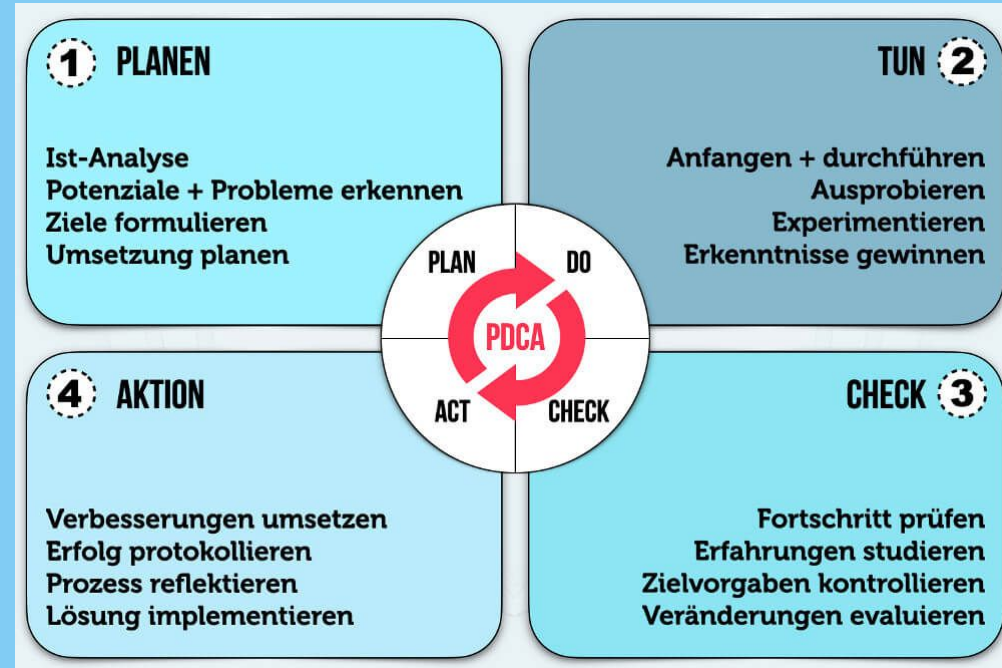 1 PLANEN
Ist-Analyse
Potenziale + Probleme erkennen
Ziele formulieren
Umsetzung planen
TUN 2
Anfangen + durchführen
Ausprobieren
Experimentieren
Erkenntnisse gewinnen
PLAN
DO
PDCA
ACT
CHECK
CHECK 3
Fortschritt prüfen
Erfahrungen studieren
Zielvorgaben kontrollieren
Veränderungen evaluieren
4 AKTION
Verbesserungen umsetzen
Erfolg protokollieren
Prozess reflektieren
Lösung implementieren